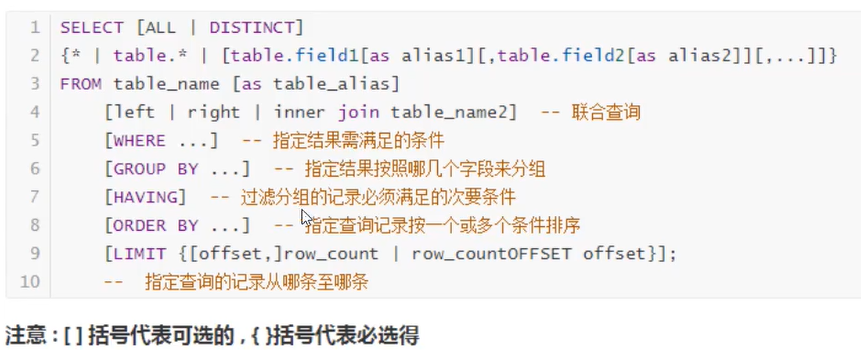 1 SELECT [ALL | DISTINCT]
2 {* | table.* | [table.field1[as alias1][,table.field2[as alias2]][,...]]}
3 FROM table_name [as table_alias]
4 [left | right | inner join table_name2] -- 联合查询
5 [WHERE ...] -- 指定结果需满足的条件
6 [GROUP BY ...] -- 指定结果按照哪几个字段来分组
7 [HAVING] -- 过滤分组的记录必须满足的次要条件
8 [ORDER BY ...] -- 指定查询记录按一个或多个条件排序
9 [LIMIT {[offset,]row_count | row_countOFFSET offset}];
10 -- 指定查询的记录从哪条至哪条
注意 : [ ] 括号代表可选的 , { }括号代表必选得